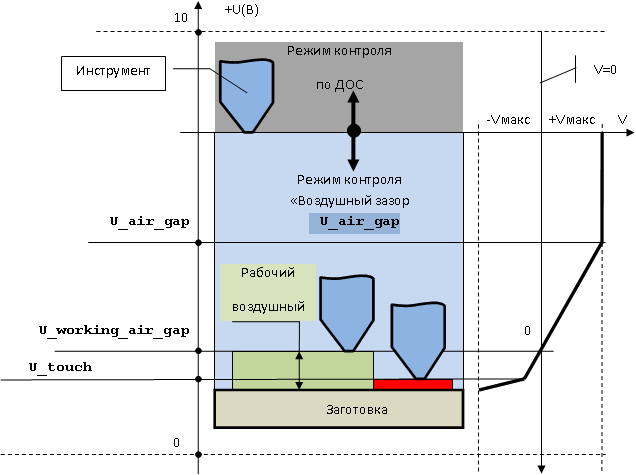 10
+U(В)
Режим контроля
Инструмент
по ДОС
V=0
-Vмакс
+Vмакс
V
Режим контроля
«Воздушный зазор
U_air_gap
U_air_gap
Рабочий
воздушный
U_working_air_gap
0
U_touch
Заготовка
0